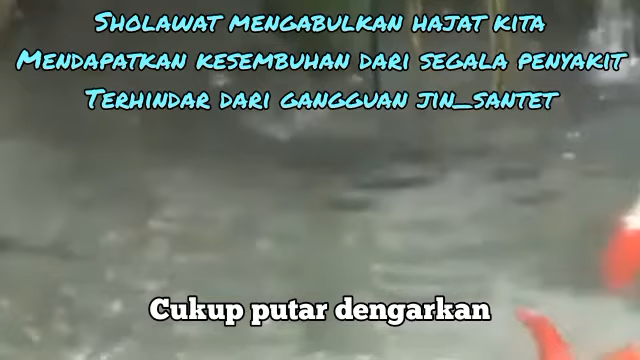 Sholawat mengabulkan hajat kita
Mendapatkan kesembuhan dari segala penyakit
Terhindar dari gangguan jin_santet
Cukup putar dengarkan